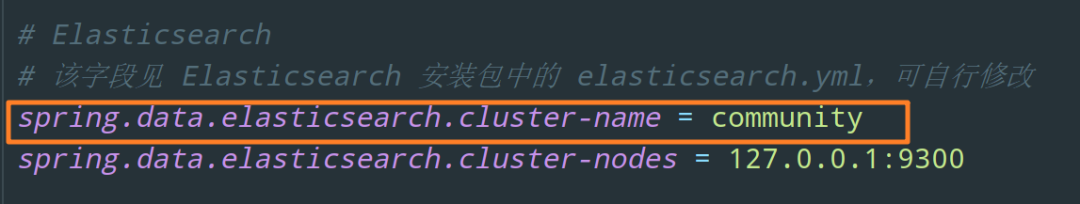 # Elasticsearch
# 该字段见 Elasticsearch 安装包中的 elasticsearch.yml，可自行修改
spring.data.elasticsearch.cluster-name = community
spring.data.elasticsearch.cluster-nodes = 127.0.0.1:9300